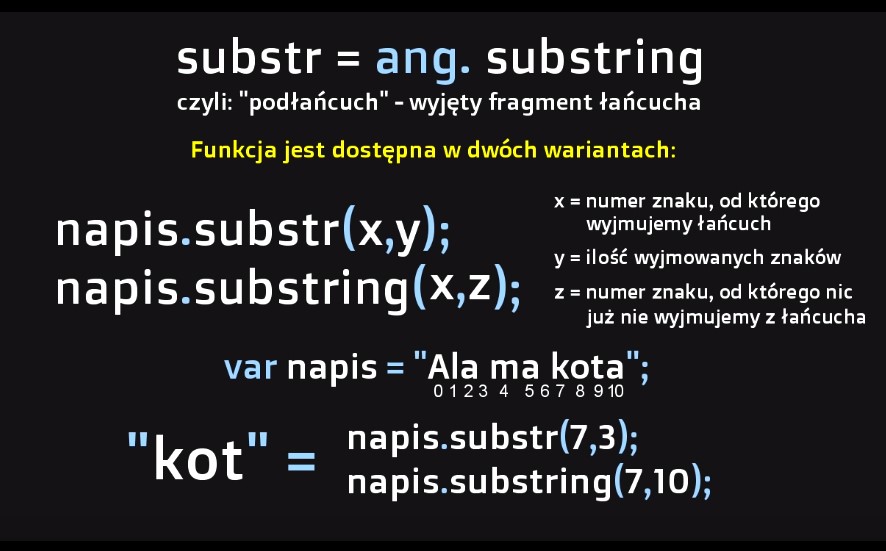 substr = ang. substring
czyli: "podłańcuch" - wyjęty fragment łańcucha
Funkcja jest dostępna w dwóch wariantach:
napis.substr(x,y);
napis.substring(x,z);
x = numer znaku, od którego
wyjmujemy łańcuch
y = ilość wyjmowanych znaków
z = numer znaku, od którego nic
już nie wyjmujemy z łańcucha
var napis = "Ala ma kota";
0 1 2 3 4 5 6 7 8 9 10
"kot" =
napis.substr(7,3);
napis.substring(7,10);